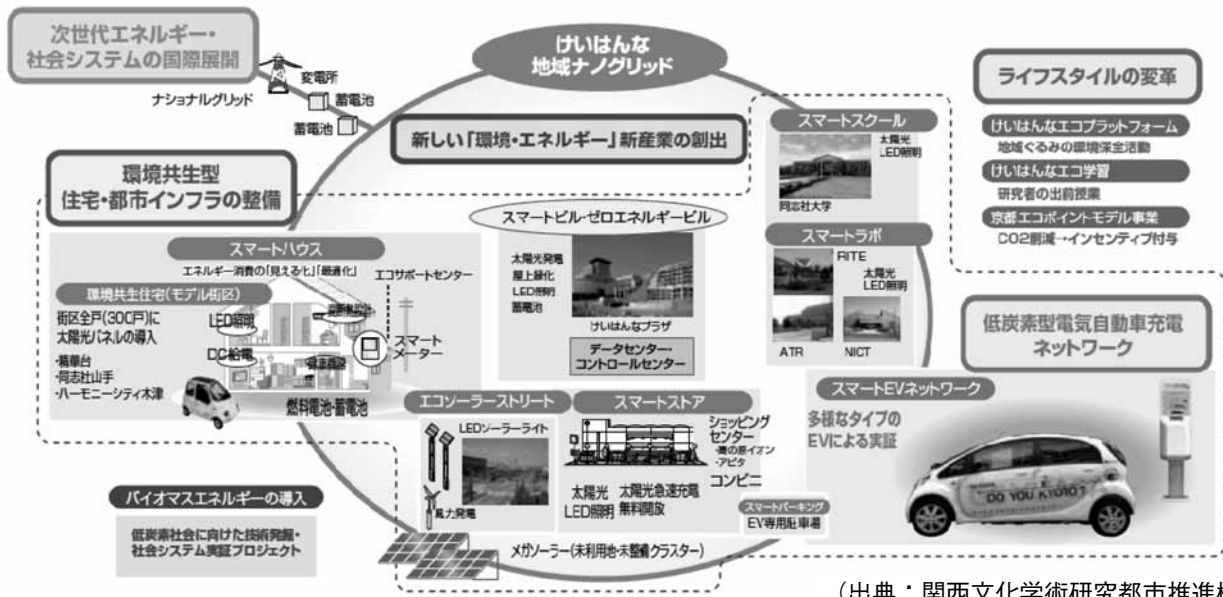 次世代エネルギー・
社会システムの国際展開
変電所
ナショナルグリッド
蓄電池
蓄電池
けいはんな
地域ナノグリッド
新しい「環境・エネルギー」新産業の創出
ライフスタイルの変革
けいはんなエコプラットフォーム
地域ぐるみの環境保全活動
けいはんなエコ学習
研究者の出前授業
京都エコポイントモデル事業
CO2削減→インセンティブ付与
スマートスクール
太陽光
LED照明
同志社大学
環境共生型
住宅・都市インフラの整備
スマートハウス
エネルギー消費の「見える化」「最適化」
エコサポートセンター
環境共生住宅(モデル街区)
街区全戸(300戸)に
太陽光パネルの導入
・精華台
・同志社山手
・ハーモニーシティ木津
LED照明
DC給電
スマート
メーター
燃料電池・蓄電池
スマートビル・ゼロエネルギービル
太陽光発電
屋上緑化
LED照明
蓄電池
けいはんなプラザ
データセンター・
コントロールセンター
スマートラボ
RITE
太陽光
LED照明
ATR
NICT
低炭素型電気自動車充電
ネットワーク
スマートEVネットワーク
多様なタイプの
EVによる実証
DO YOU KYOTO?
エコソーラーストリート
LEDソーラーライト
風力発電
スマートストア
ショッピング
センター
・高の原イオン
・アピタ
コンビニ
太陽光
LED照明
太陽光急速充電
無料開放
スマートパーキング
EV専用駐車場
バイオマスエネルギーの導入
低炭素社会に向けた技術発掘・
社会システム実証プロジェクト
メガソーラー(未利用地・未整備クラスター)
(出典:関西文化学術研究都市推進機